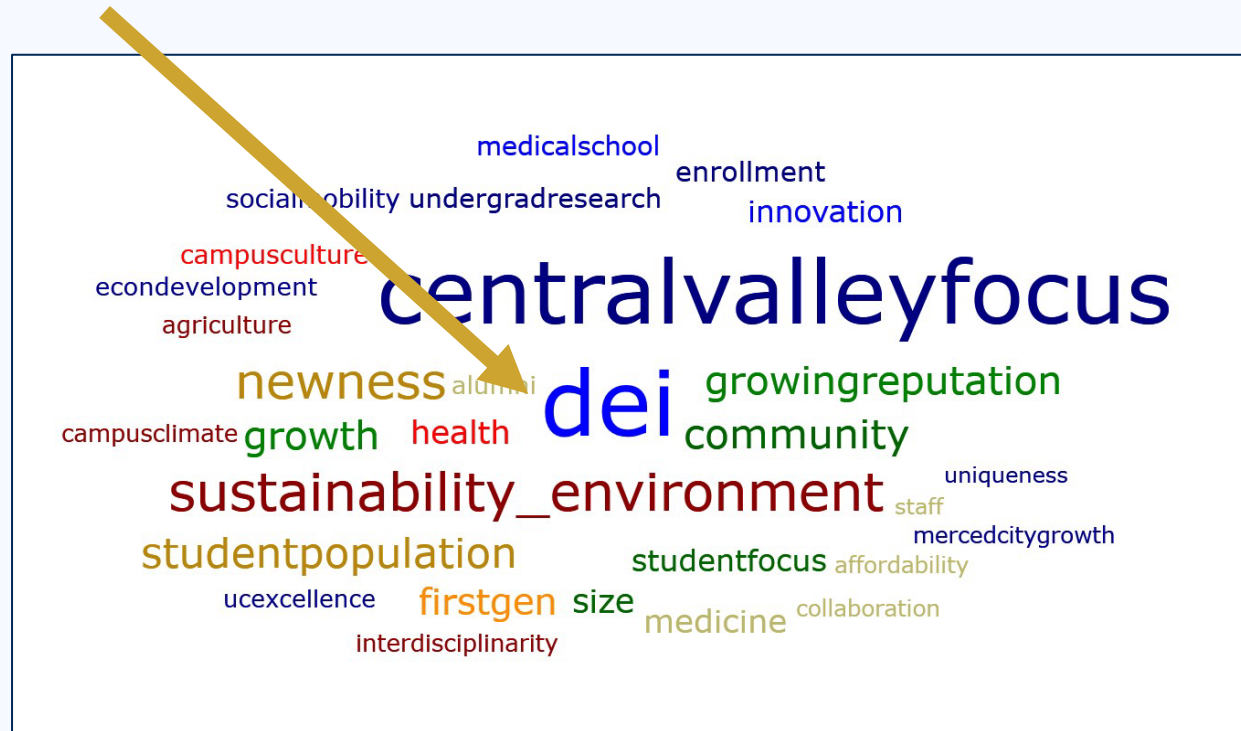 medicalschool
enrollment
socialmobility undergradresearch
innovation
campusculture
econdevelopment
centralvalleyfocus
agriculture
newness alumni dei growingreputation
campusclimate growth health community
sustainability_environment uniqueness
staff
mercedcitygrowth
studentpopulation studentfocus affordability
ucexcellence firstgen size medicine collaboration
interdisciplinarity